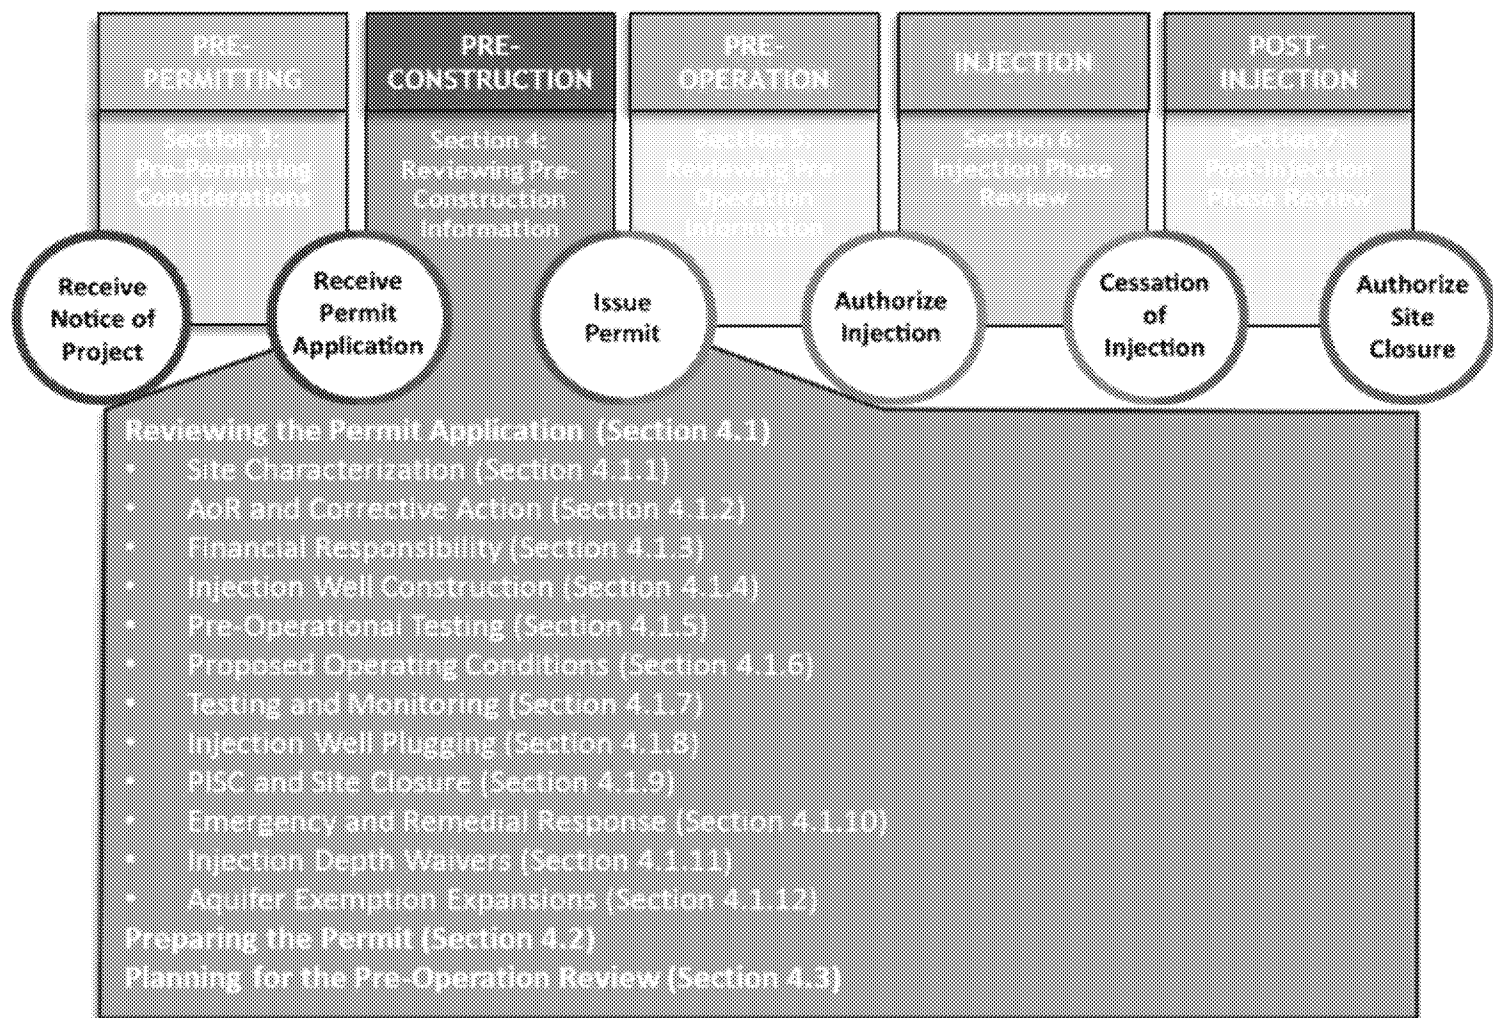 PRE-
PERMITTING
PRE-
CONSTRUCTION
PRE-
OPERATION
INJECTION
POST-
INJECTION
Section 3:
Pre-Permitting
Considerations
Section 4:
Reviewing Pre-
Construction
Information
Section 5:
Reviewing Pre-
Operation
Information
Section 6:
Injection Phase
Review
Section 7:
Post-Injection
Phase Review
Receive
Notice of
Project
Receive
Permit
Application
Issue
Permit
Authorize
Injection
Cessation
of
Injection
Authorize
Site
Closure
Reviewing the Permit Application (Section 4.1)
• Site Characterization (Section 4.1.1)
• AoR and Corrective Action (Section 4.1.2)
• Financial Responsibility (Section 4.1.3)
• Injection Well Construction (Section 4.1.4)
• Pre-Operational Testing (Section 4.1.5)
• Proposed Operating Conditions (Section 4.1.6)
• Testing and Monitoring (Section 4.1.7)
• Injection Well Plugging (Section 4.1.8)
• PISC and Site Closure (Section 4.1.9)
• Emergency and Remedial Response (Section 4.1.10)
• Injection Depth Waivers (Section 4.1.11)
• Aquifer Exemption Expansions (Section 4.1.12)
Preparing the Permit (Section 4.2)
Planning for the Pre-Operation Review (Section 4.3)